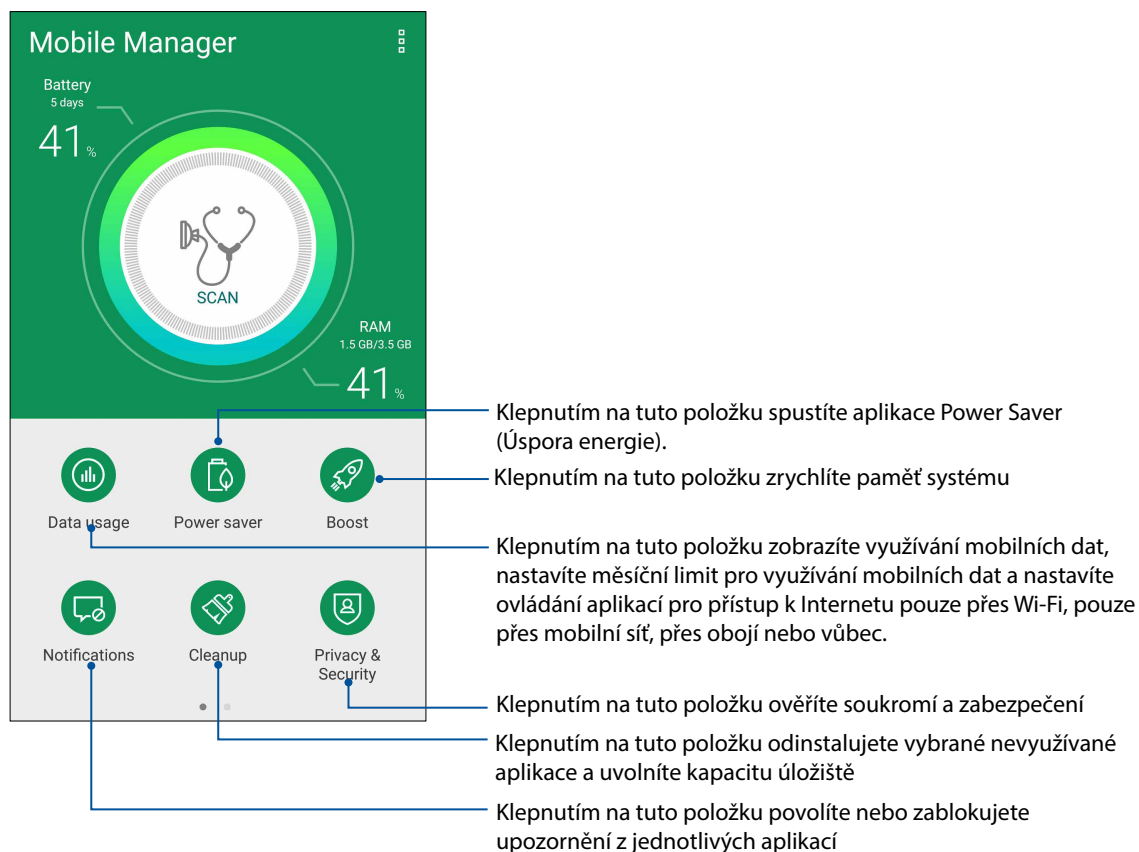 Mobile Manager
Battery
5 days
41%
SCAN
RAM
1.5 GB/3.5 GB
41%
Data usage
Power saver
Boost
Notifications
Cleanup
Privacy &
Security
Klepnutím na tuto položku spustíte aplikace Power Saver
(Úspora energie).
Klepnutím na tuto položku zrychlíte paměť systému
Klepnutím na tuto položku zobrazíte využívání mobilních dat,
nastavíte měsíční limit pro využívání mobilních dat a nastavíte
ovládání aplikací pro přístup k Internetu pouze přes Wi-Fi, pouze
přes mobilní síť, přes obojí nebo vůbec.
Klepnutím na tuto položku ověříte soukromí a zabezpečení
Klepnutím na tuto položku odinstalujete vybrané nevyužívané
aplikace a uvolníte kapacitu úložiště
Klepnutím na tuto položku povolíte nebo zablokujete
upozornění z jednotlivých aplikací